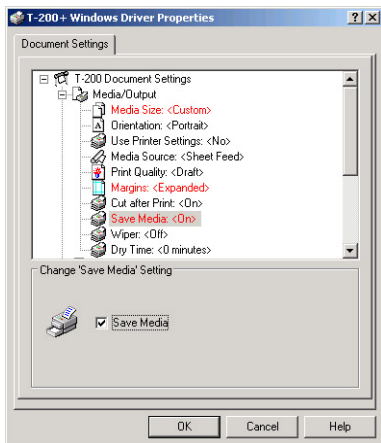 T-200+ Windows Driver Properties
Document Settings
T-200 Document Settings
Media/Output
Media Size: <Custom>
Orientation: <Portrait>
Use Printer Settings: <No>
Media Source: <Sheet Feed>
Print Quality: <Draft>
Margins: <Expanded>
Cut after Print: <On>
Save Media: <On>
Wiper: <Off>
Dry Time: <0 minutes>
Change 'Save Media' Setting
Save Media
OK Cancel Help